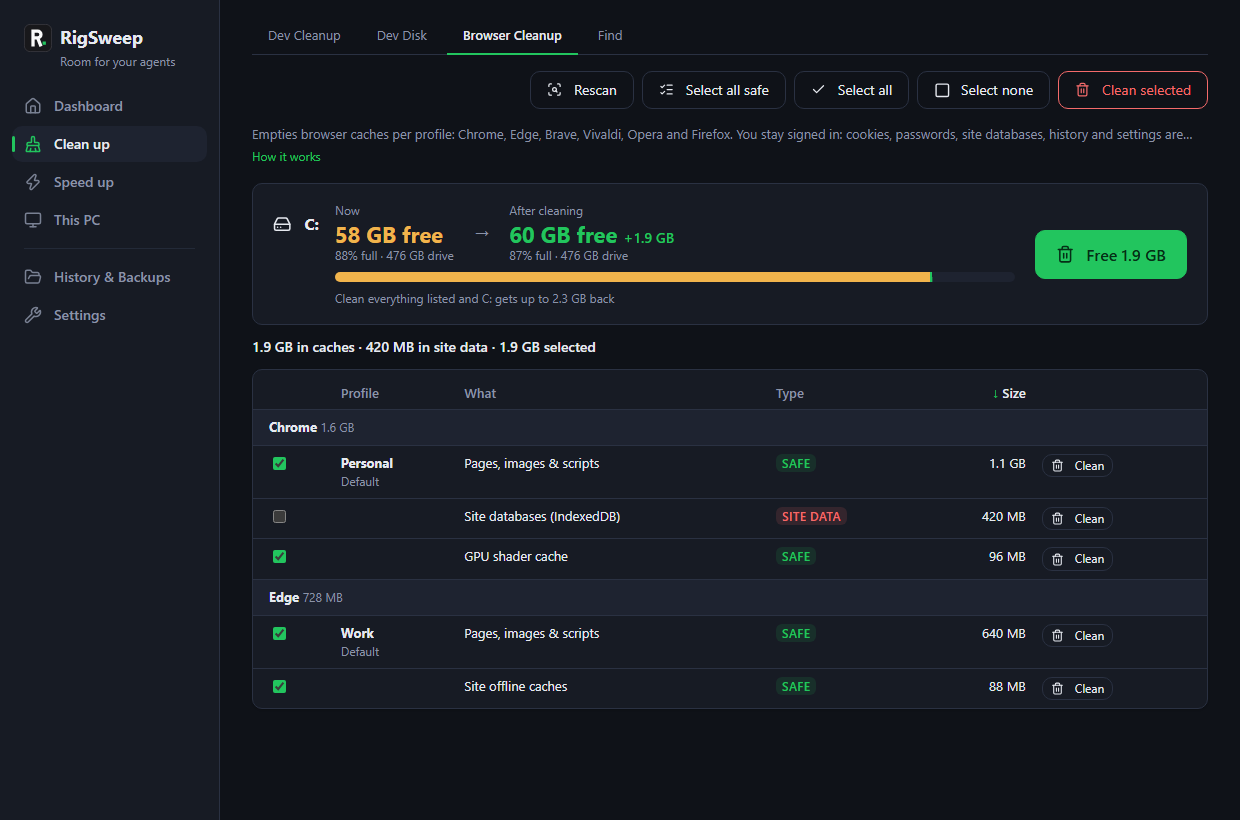 R.
RigSweep
Room for your agents
Dashboard
Clean up
Speed up
This PC
History & Backups
Settings
Dev Cleanup Dev Disk Browser Cleanup Find
Rescan Select all safe Select all Select none Clean selected
Empties browser caches per profile: Chrome, Edge, Brave, Vivaldi, Opera and Firefox. You stay signed in: cookies, passwords, site databases, history and settings are...
How it works
C:
Now
58 GB free
88% full · 476 GB drive
→
After cleaning
60 GB free +1.9 GB
87% full · 476 GB drive
Clean everything listed and C: gets up to 2.3 GB back
Free 1.9 GB
1.9 GB in caches · 420 MB in site data · 1.9 GB selected
Profile What Type ↓ Size
Chrome 1.6 GB
Personal Pages, images & scripts SAFE 1.1 GB Clean
Default
Site databases (IndexedDB) SITE DATA 420 MB Clean
GPU shader cache SAFE 96 MB Clean
Edge 728 MB
Work Pages, images & scripts SAFE 640 MB Clean
Default
Site offline caches SAFE 88 MB Clean